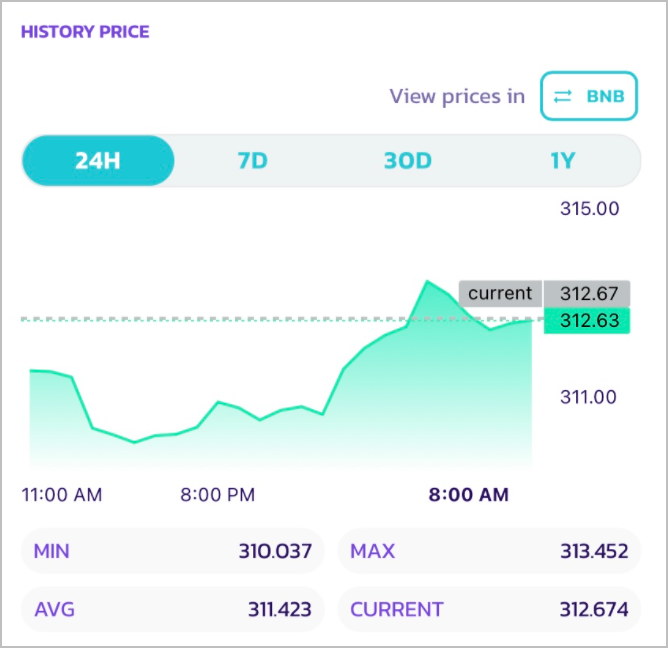 HISTORY PRICE
View prices in BNB
24H 7D 30D 1Y
315.00
current 312.67
312.63
311.00
11:00 AM 8:00 PM 8:00 AM
MIN 310.037 MAX 313.452
AVG 311.423 CURRENT 312.674